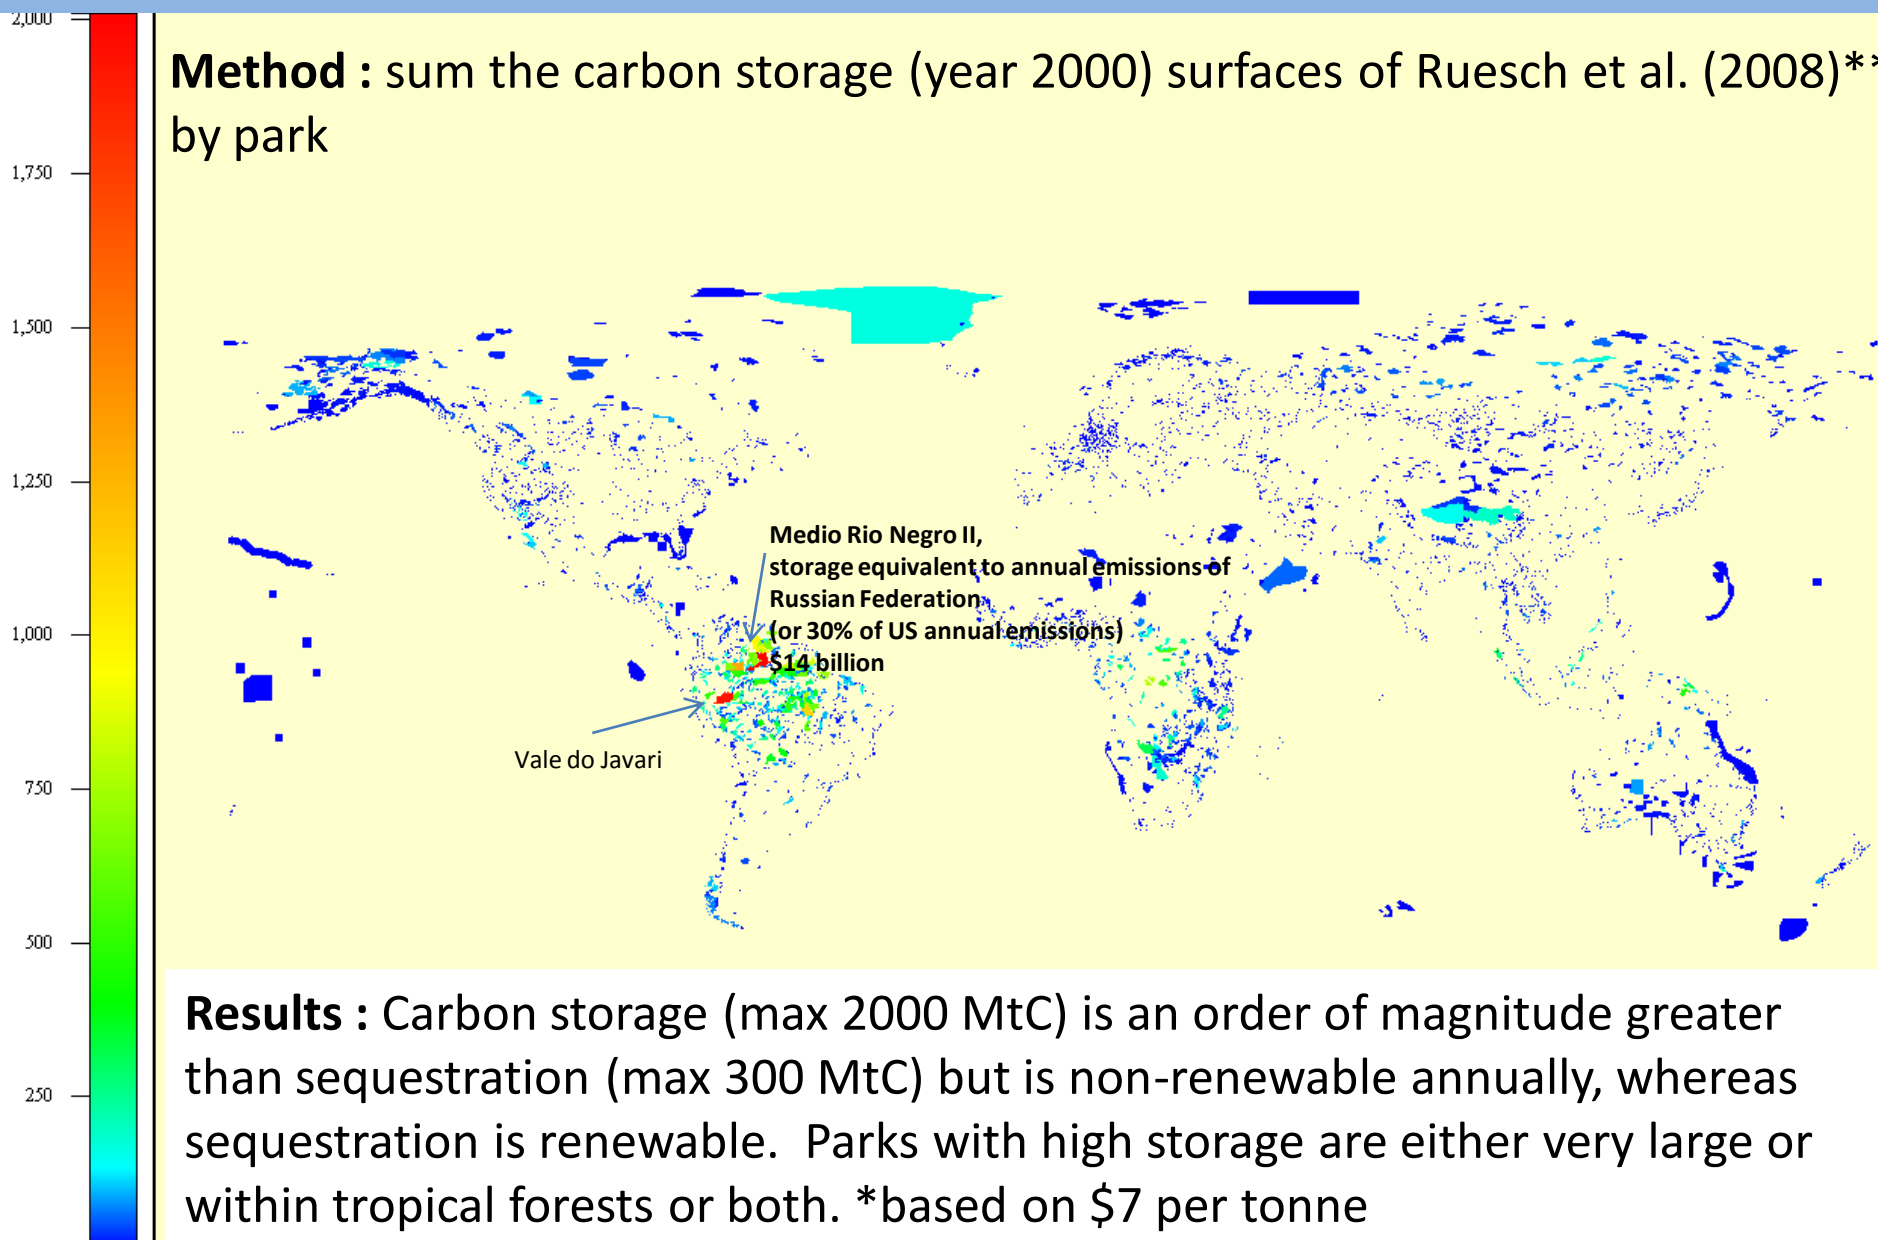 2,000
1,750
1,500
1,250
1,000
750
500
250
Method : sum the carbon storage (year 2000) surfaces of Ruesch et al. (2008)**
by park
Medio Rio Negro II,
storage equivalent to annual emissions of
Russian Federation
(or 30% of US annual emissions)
$14 billion
Vale do Javari
Results : Carbon storage (max 2000 MtC) is an order of magnitude greater
than sequestration (max 300 MtC) but is non-renewable annually, whereas
sequestration is renewable.  Parks with high storage are either very large or
within tropical forests or both. *based on $7 per tonne